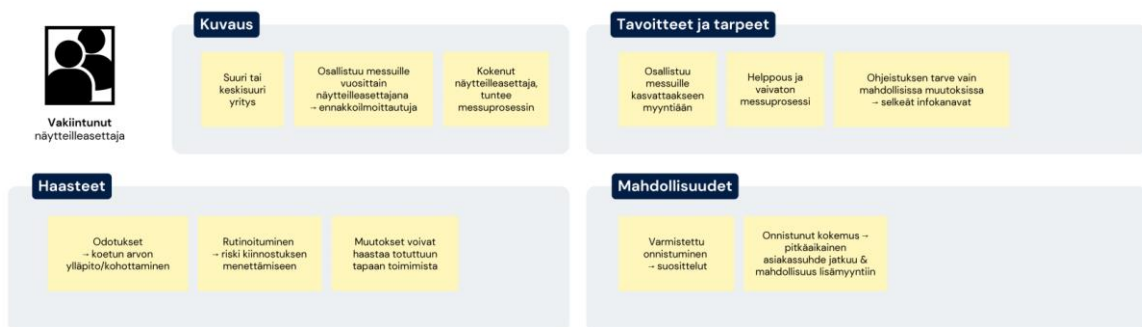 Vakiintunut
näytteilleasettaja
Kuvaus
Suuri tai
keskisuuri
yritys
Osallistuu messuille
vuosittain
näytteilleasettajana
→ ennakkoilmoittautuja
Kokenut
näytteilleasettaja,
tuntee
messuprosessin
Tavoitteet ja tarpeet
Osallistuu
messuille
kasvattaakseen
myyntiään
Helppous ja
vaivaton
messuprosessi
Ohjeistuksen tarve vain
mahdollisissa muutoksissa
→ selkeät infokanavat
Haasteet
Odotukset
→ koetun arvon
ylläpito/kohottaminen
Rutinoituminen
→ riski kiinnostuksen
menettämiseen
Muutokset voivat
haastaa totuttuun
tapaan toimimista
Mahdollisuudet
Varmistettu
onnistuminen
→ suosittelut
Onnistunut kokemus →
pitkäaikainen
asiakassuhde jatkuu &
mahdollisuus lisämyyntiin